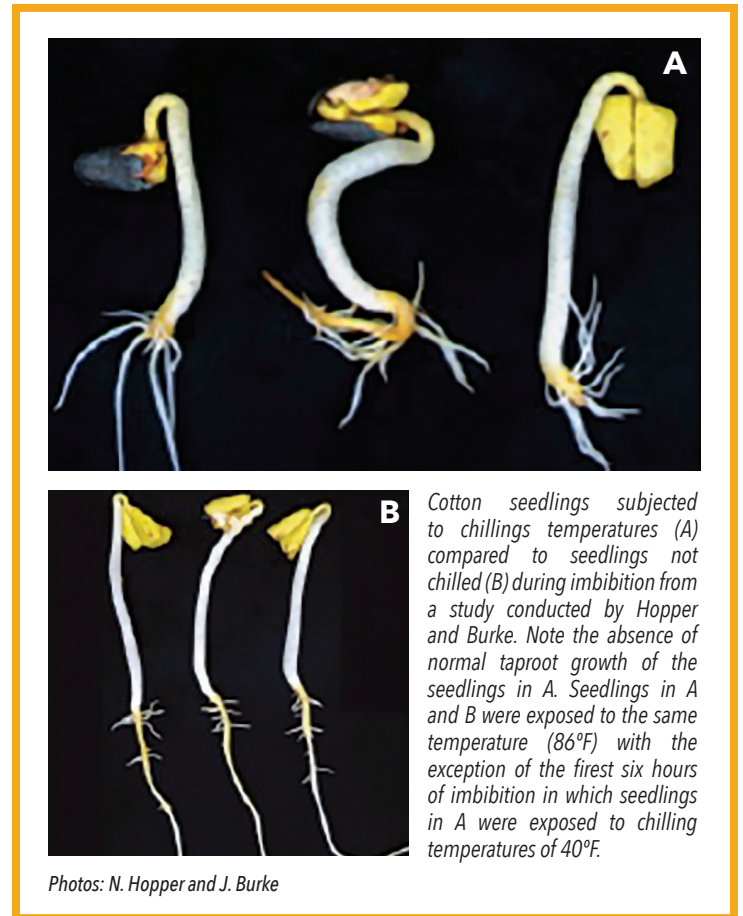 A
B
Cotton seedlings subjected
to chillings temperatures (A)
compared to seedlings not
chilled (B) during imbibition from
a study conducted by Hopper
and Burke. Note the absence of
normal taproot growth of the
seedlings in A. Seedlings in A
and B were exposed to the same
temperature (86ºF) with the
exception of the firest six hours
of imbibition in which seedlings
in A were exposed to chilling
temperatures of 40ºF.
Photos: N. Hopper and J. Burke